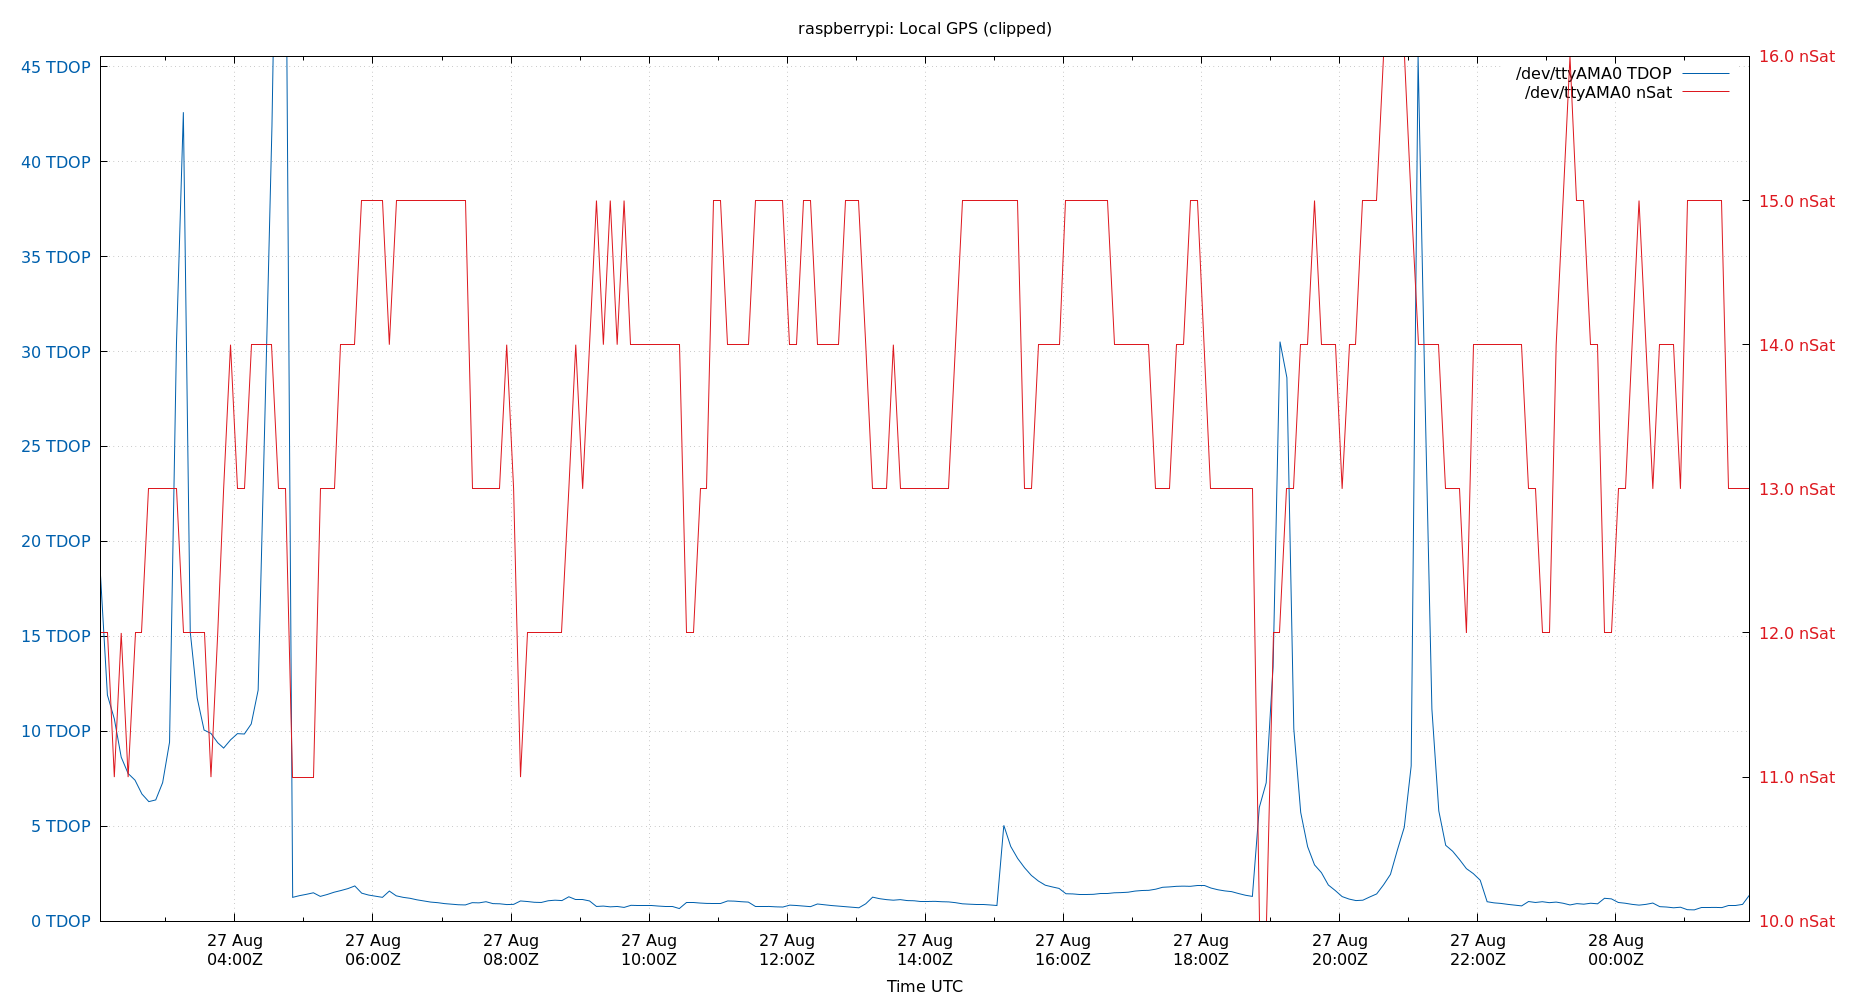 raspberrypi: Local GPS (clipped)
/dev/ttyAMA0 TDOP
/dev/ttyAMA0 nSat
45 TDOP
40 TDOP
35 TDOP
30 TDOP
25 TDOP
20 TDOP
15 TDOP
10 TDOP
5 TDOP
0 TDOP
16.0 nSat
15.0 nSat
14.0 nSat
13.0 nSat
12.0 nSat
11.0 nSat
10.0 nSat
27 Aug
04:00Z
27 Aug
06:00Z
27 Aug
08:00Z
27 Aug
10:00Z
27 Aug
12:00Z
27 Aug
14:00Z
27 Aug
16:00Z
27 Aug
18:00Z
27 Aug
20:00Z
27 Aug
22:00Z
28 Aug
00:00Z
Time UTC